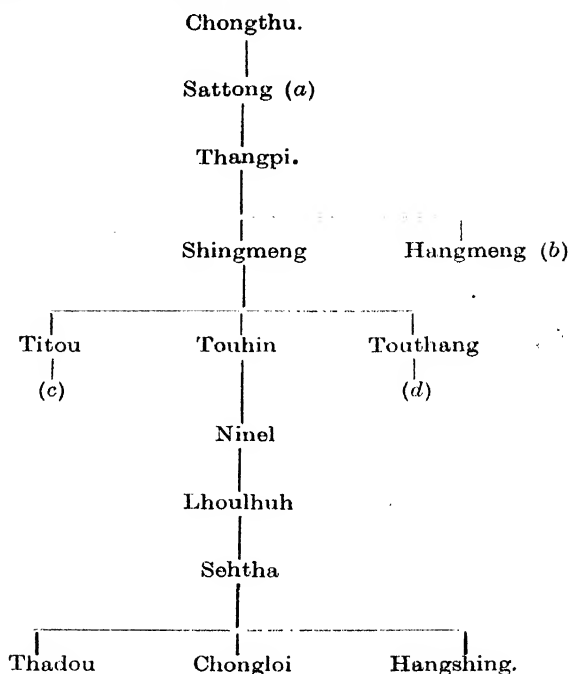 Chongthu.
Sattong (a)
Thangpi.
Shingmeng Hangmeng (b)
Titou Touhin Touthang
(c) (d)
Ninel
Lhoulhuh
Sehtha
Thadou Chongloi Hangshing.